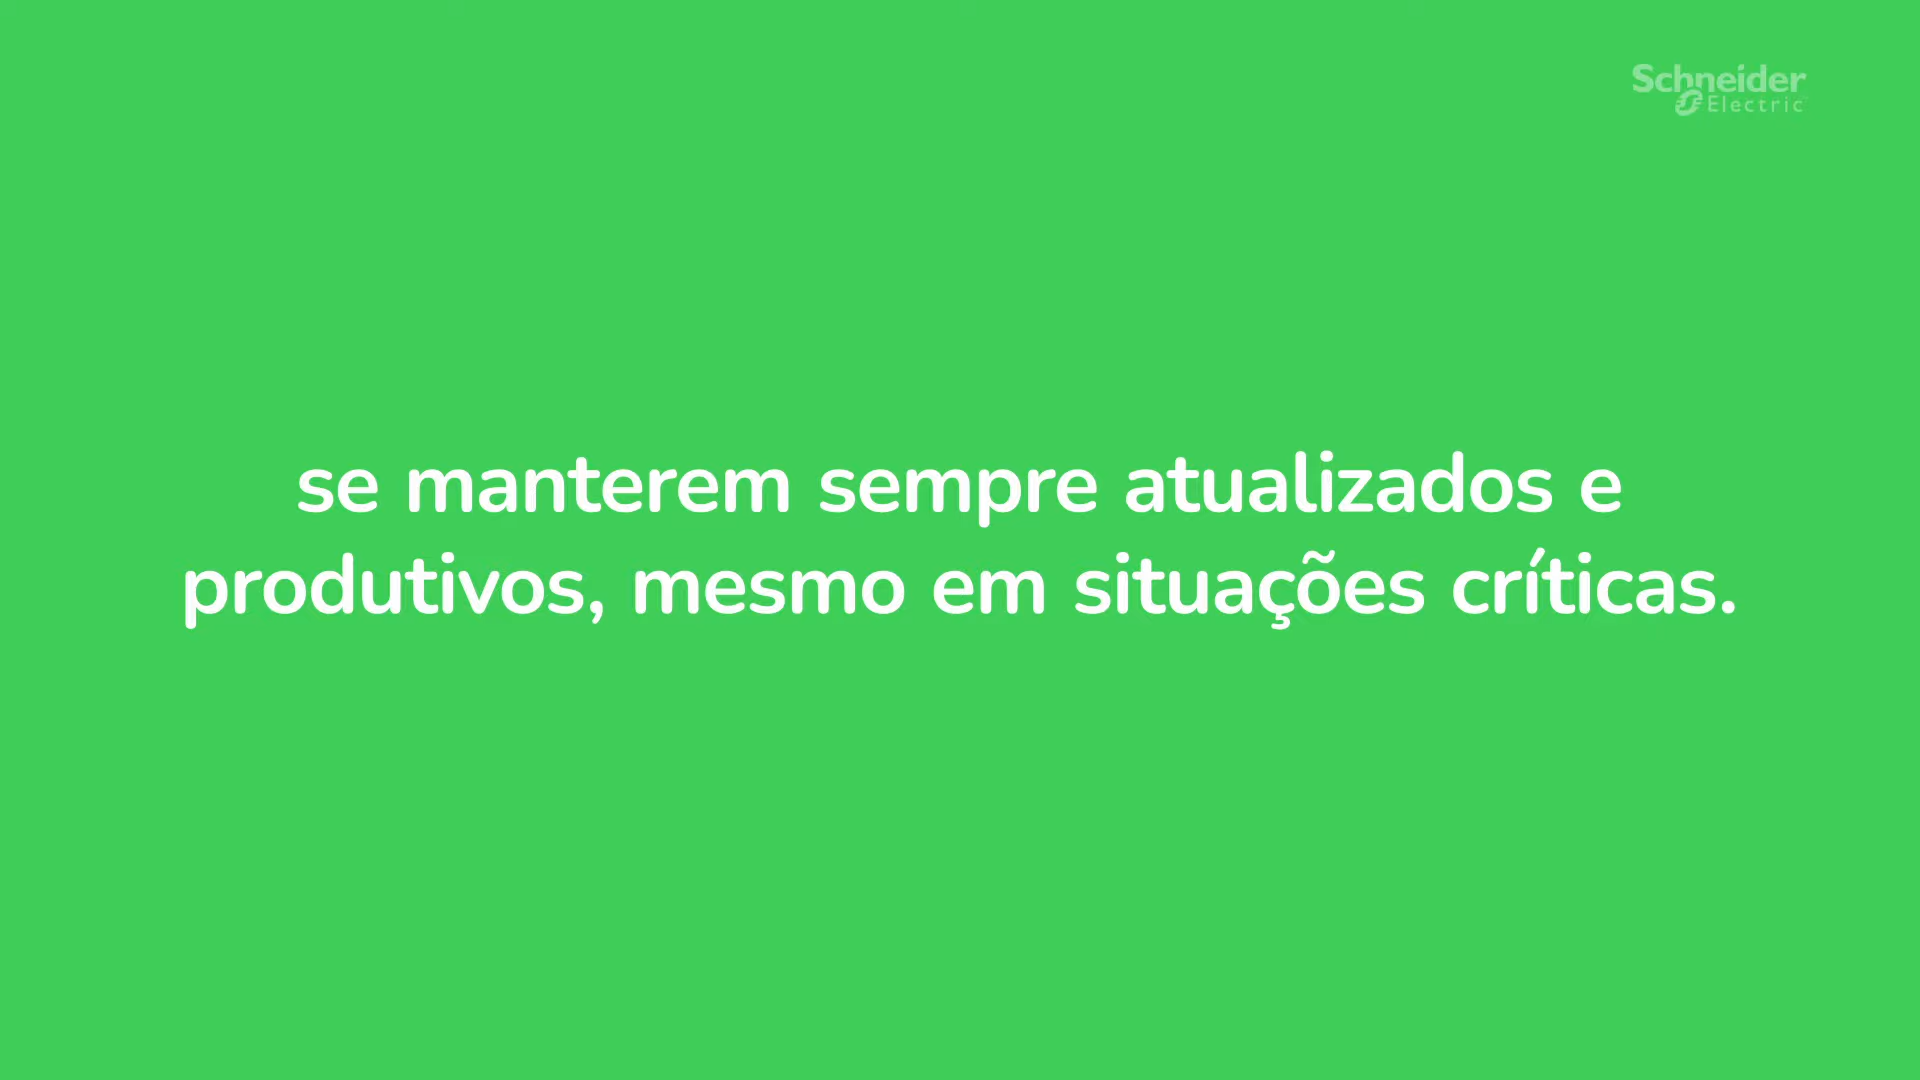 Schneider
Electric
se manterem sempre atualizados e
produtivos, mesmo em situações críticas.